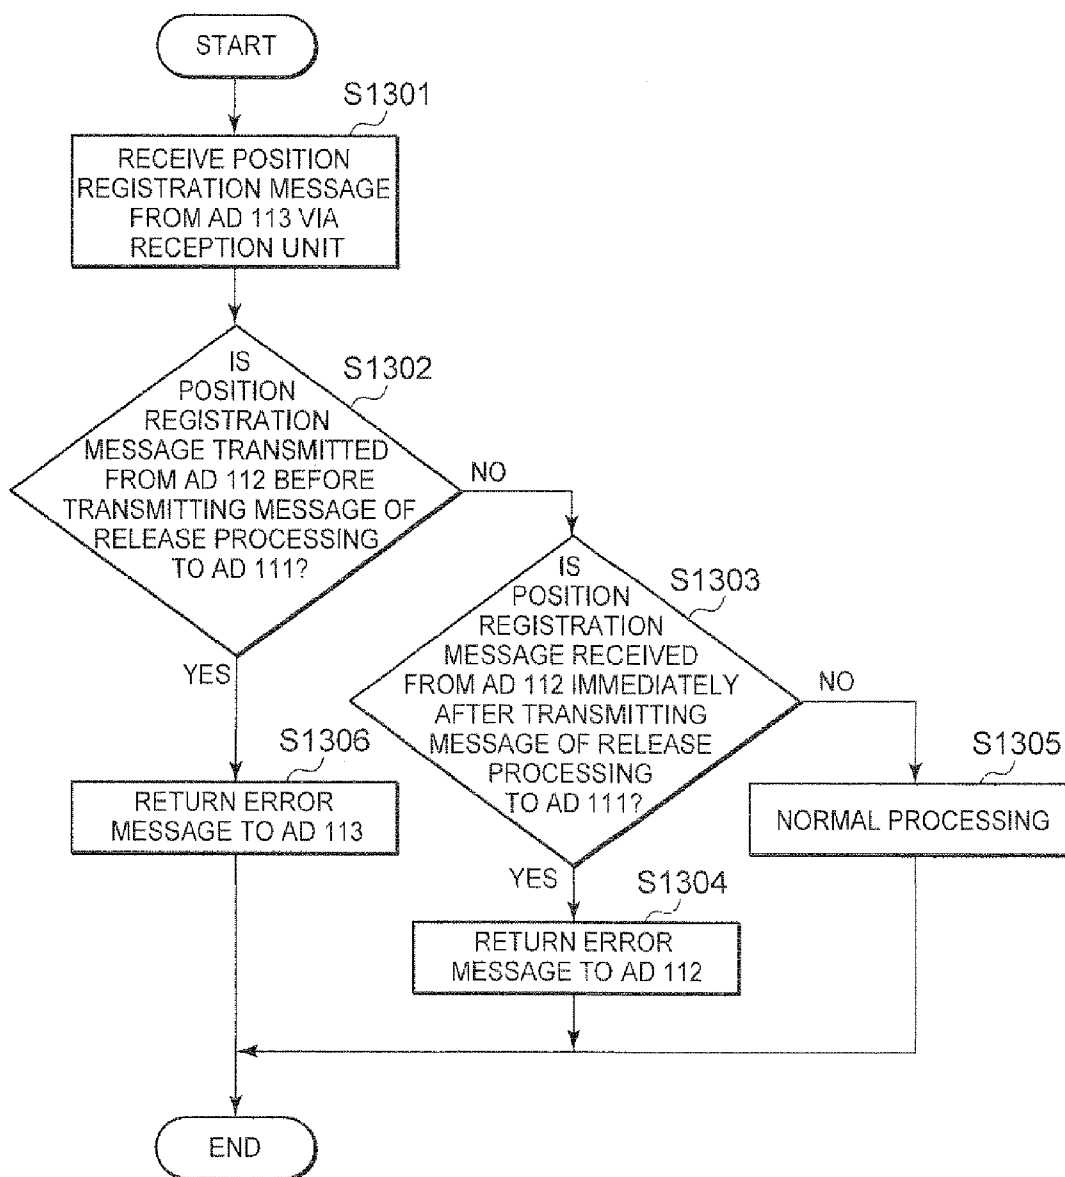 START
S1301
RECEIVE POSITION
REGISTRATION MESSAGE
FROM AD 113 VIA
RECEPTION UNIT
S1302
IS
POSITION
REGISTRATION
MESSAGE TRANSMITTED
FROM AD 112 BEFORE
TRANSMITTING MESSAGE OF
RELEASE PROCESSING
TO AD 111?
NO
YES
S1303
IS
POSITION
REGISTRATION
MESSAGE RECEIVED
FROM AD 112 IMMEDIATELY
AFTER TRANSMITTING
MESSAGE OF RELEASE
PROCESSING
TO AD 111?
NO
YES
S1306
RETURN ERROR
MESSAGE TO AD 113
S1305
NORMAL PROCESSING
S1304
RETURN ERROR
MESSAGE TO AD 112
END